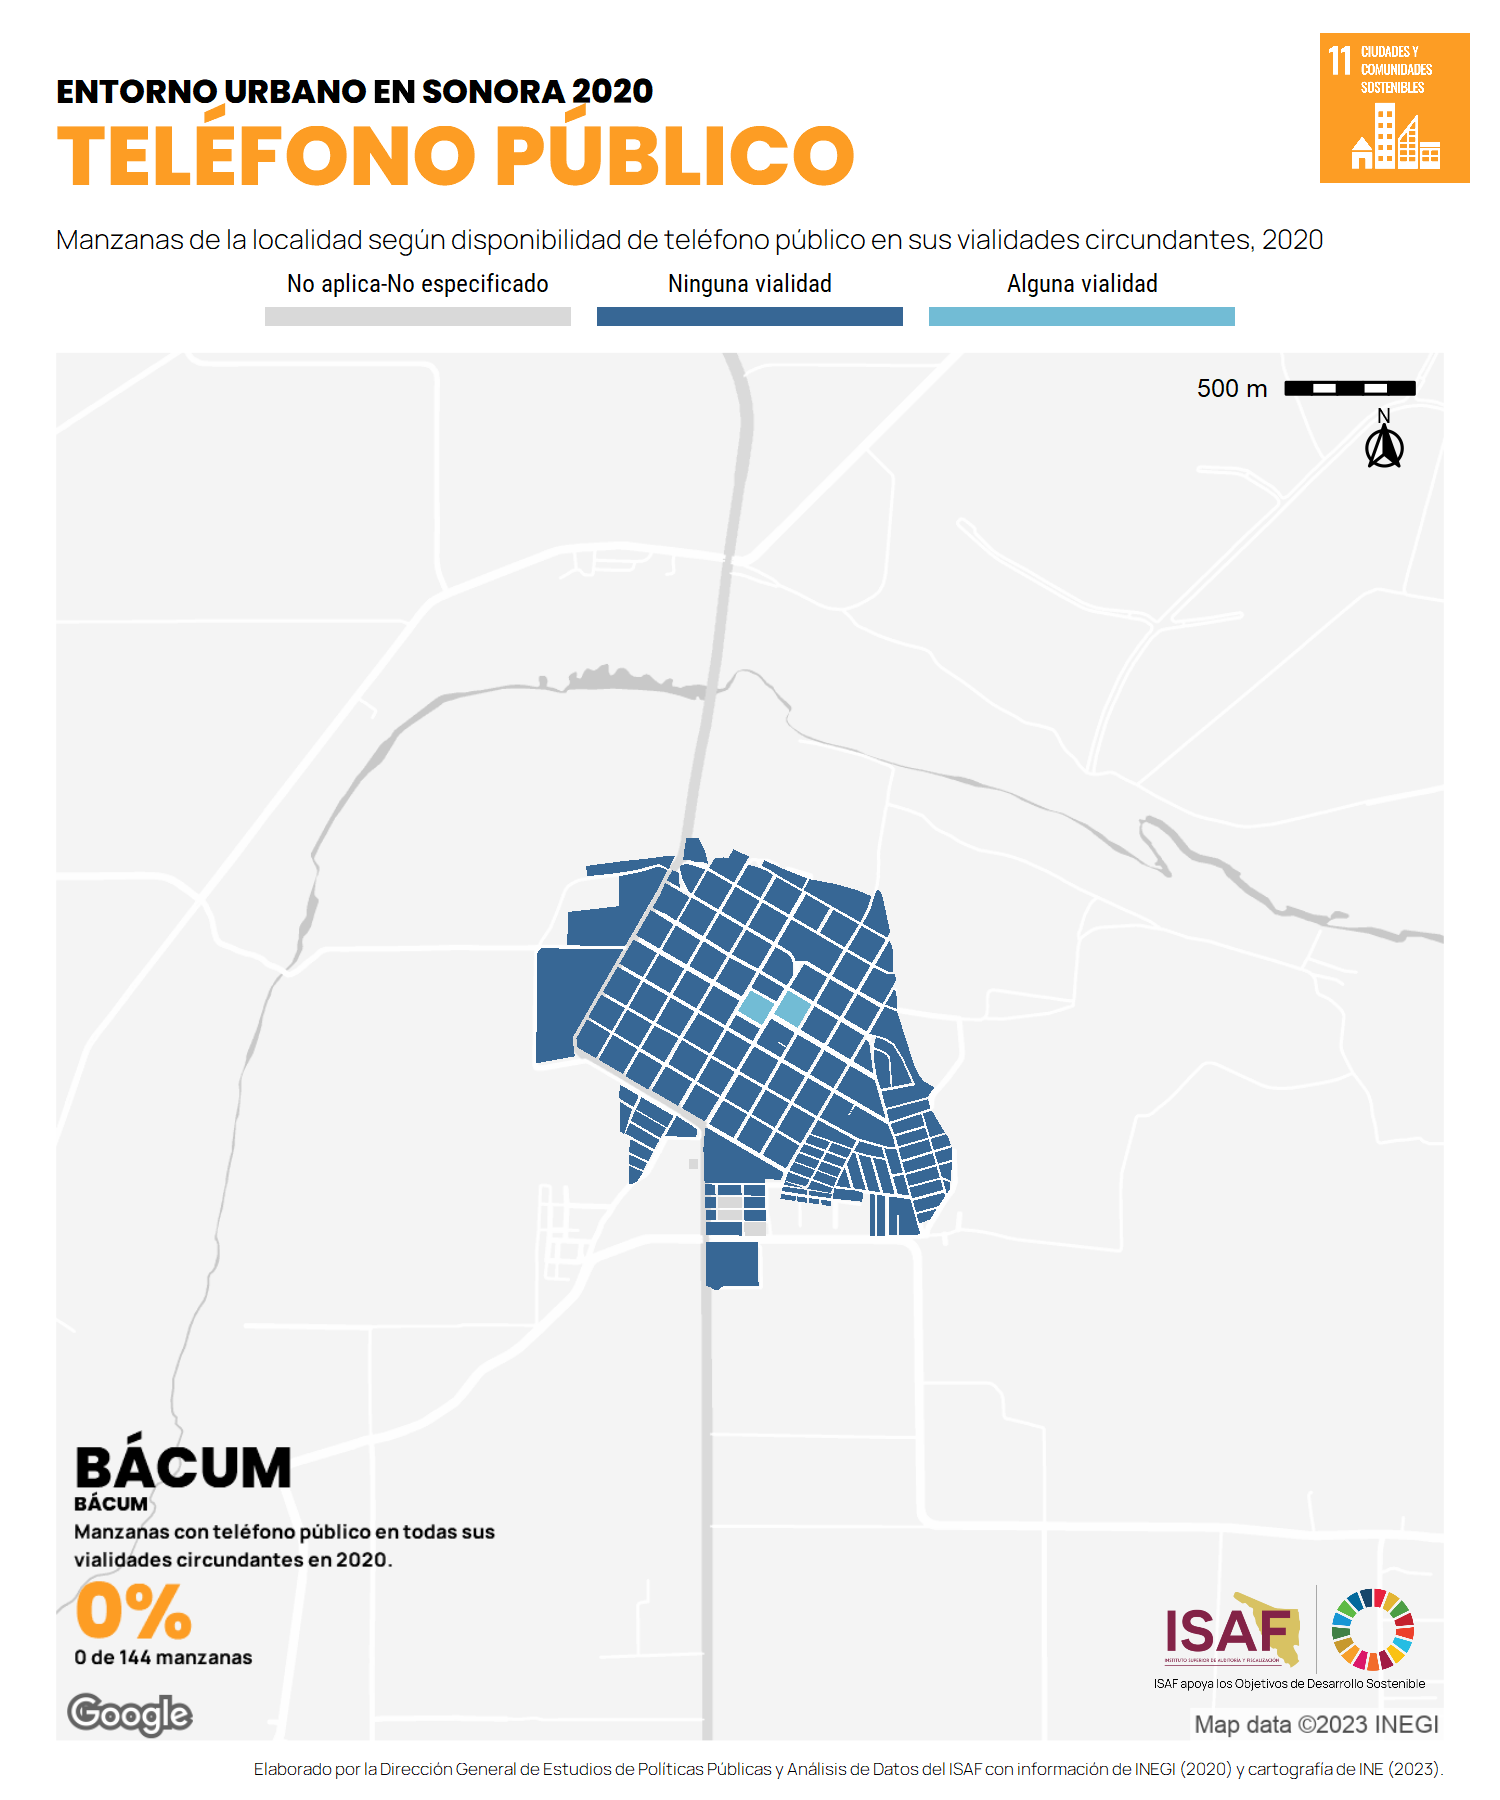 ENTORNO URBANO EN SONORA 2020
TELÉFONO PÚBLICO
11 CIUDADES Y
COMUNIDADES
SOSTENIBLES
Manzanas de la localidad según disponibilidad de teléfono público en sus vialidades circundantes, 2020
No aplica-No especificado
Ninguna vialidad
Alguna vialidad
500 m
N
BÁCUM
BÁCUM
Manzanas con teléfono público en todas sus
vialidades circundantes en 2020.
0%
0 de 144 manzanas
Google
ISAF
INSTITUTO SUPERIOR DE AUDITORÍA Y FISCALIZACIÓN
ISAF apoya los Objetivos de Desarrollo Sostenible
Map data ©2023 INEGI
Elaborado por la Dirección General de Estudios de Políticas Públicas y Análisis de Datos del ISAF con información de INEGI (2020) y cartografía de INE (2023).